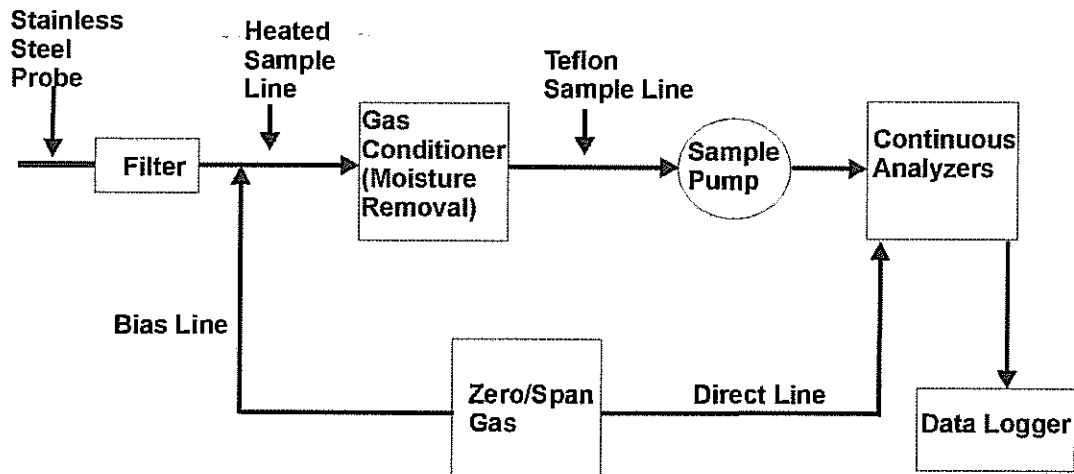 Stainless
Steel
Probe
Heated
Sample
Line
Teflon
Sample Line
Filter
Gas
Conditioner
(Moisture
Removal)
Sample
Pump
Continuous
Analyzers
Bias Line
Zero/Span
Gas
Direct Line
Data Logger